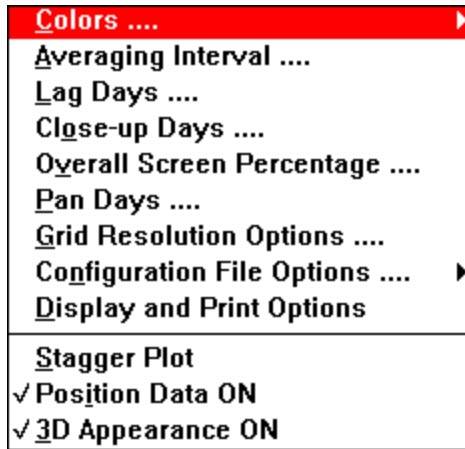 Colors ....
Averaging Interval ....
Lag Days ....
Close-up Days ....
Overall Screen Percentage ....
Pan Days ....
Grid Resolution Options ....
Configuration File Options ....
Display and Print Options
Stagger Plot
√ Position Data ON
√ 3D Appearance ON